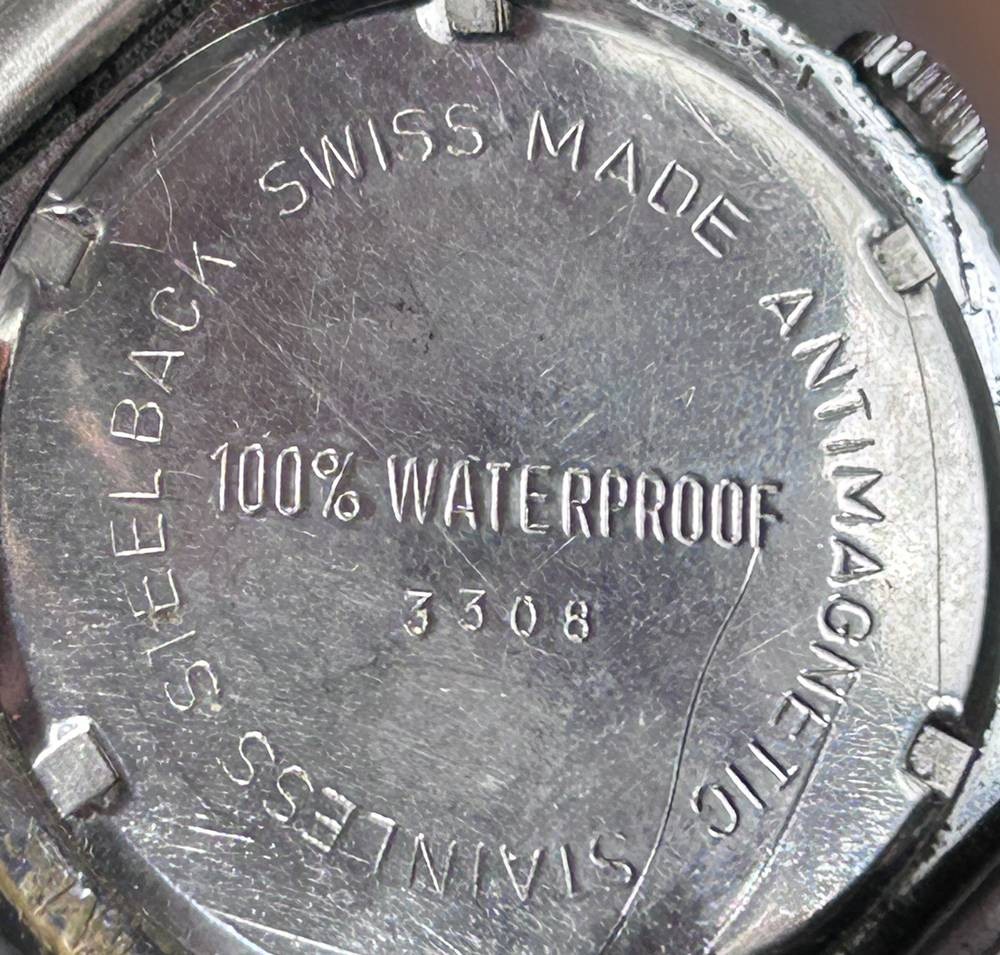 SWISS MADE ANTIMAGNETIC STAINLESS STEELBACK
100% WATERPROOF
3308